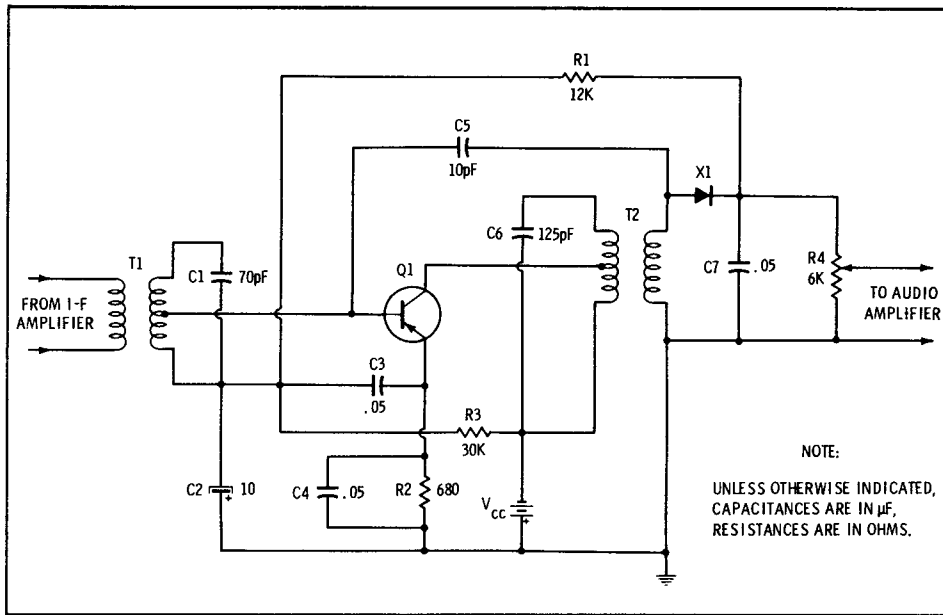 R1
12K
C5
10pF
X1
T2
C6 125pF
T1
C1 70pF
Q1
C7 .05
R4
6K
FROM I-F
AMPLIFIER
TO AUDIO
AMPLIFIER
C3
.05
R3
30K
NOTE:
UNLESS OTHERWISE INDICATED,
CAPACITANCES ARE IN μF,
RESISTANCES ARE IN OHMS.
C2 10
+
C4 .05
R2 680
VCC
+